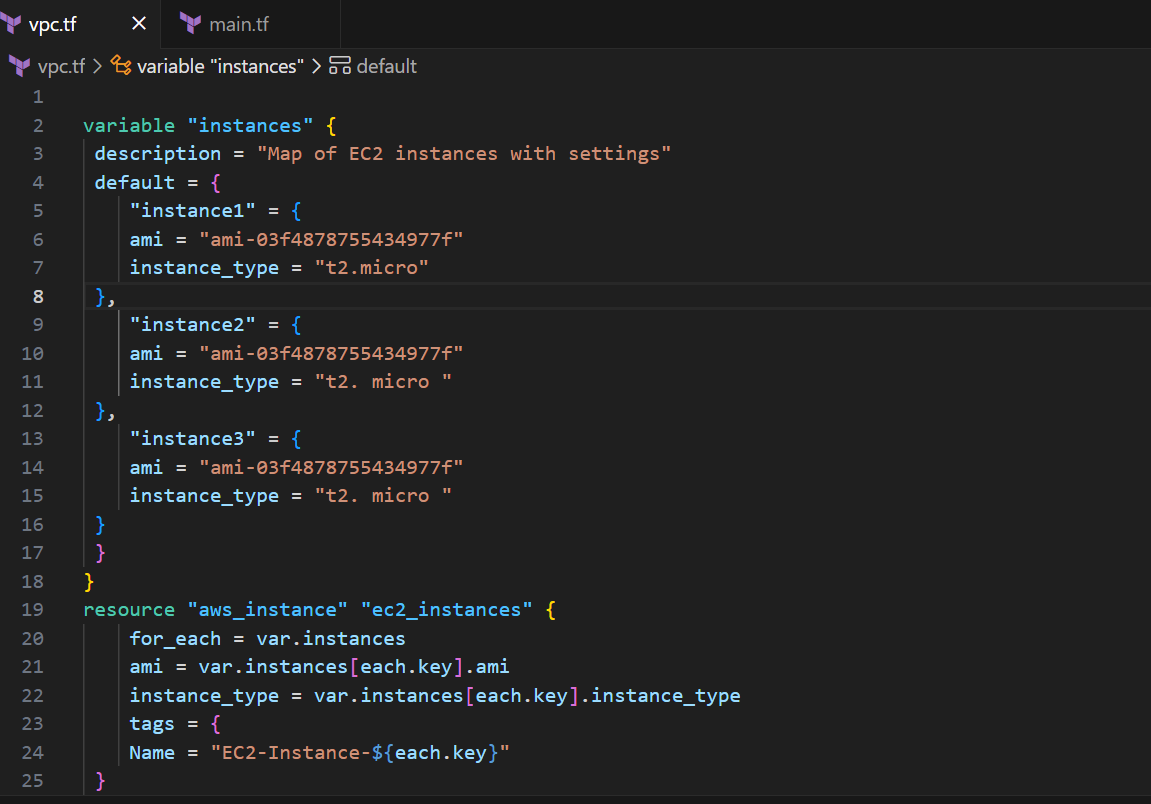 vpc.tf × main.tf
vpc.tf > variable "instances" > default
1
2 variable "instances" {
3 description = "Map of EC2 instances with settings"
4 default = {
5 "instance1" = {
6 ami = "ami-03f4878755434977f"
7 instance_type = "t2.micro"
8 },
9 "instance2" = {
10 ami = "ami-03f4878755434977f"
11 instance_type = "t2. micro "
12 },
13 "instance3" = {
14 ami = "ami-03f4878755434977f"
15 instance_type = "t2. micro "
16 }
17 }
18 }
19 resource "aws_instance" "ec2_instances" {
20 for_each = var.instances
21 ami = var.instances[each.key].ami
22 instance_type = var.instances[each.key].instance_type
23 tags = {
24 Name = "EC2-Instance-${each.key}"
25 }